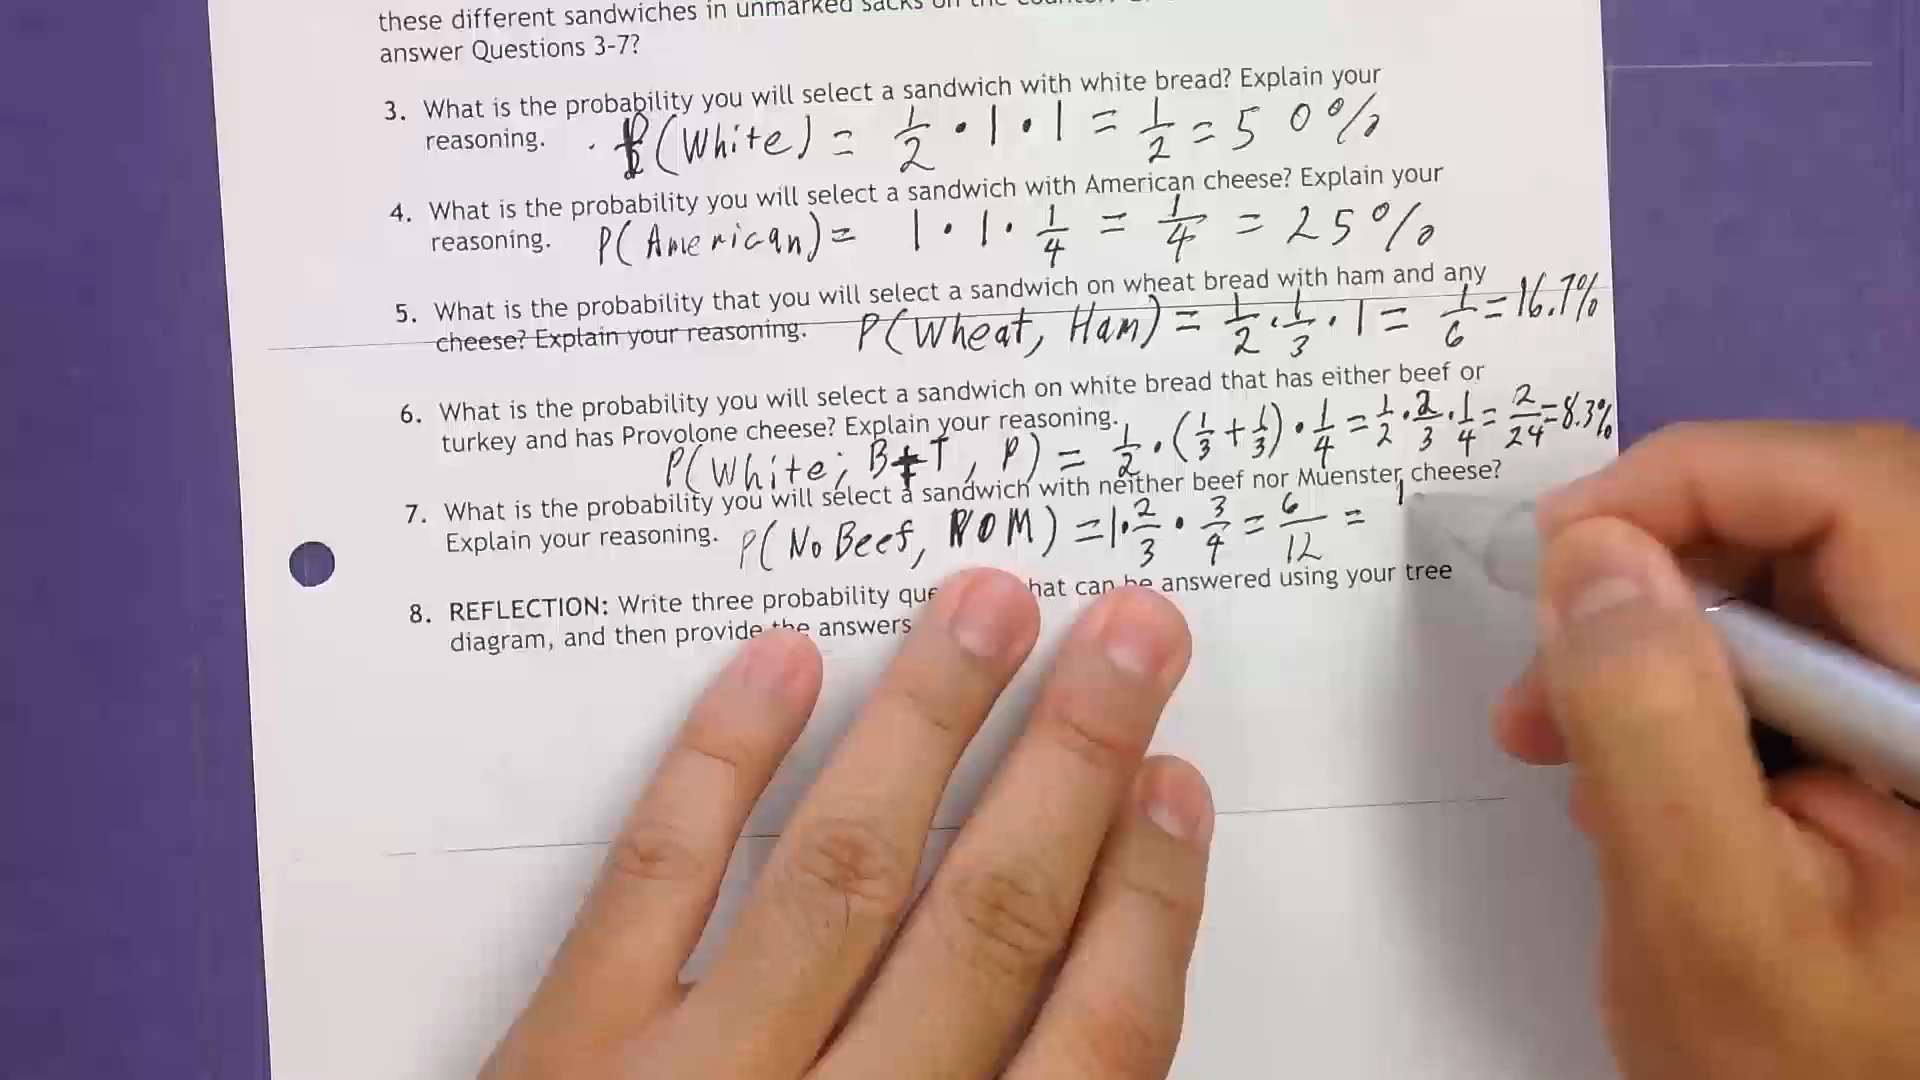 these different sandwiches in unmarked sacks on the
answer Questions 3-7?
3. What is the probability you will select a sandwich with white bread? Explain your
reasoning. P(White) = 1/2 · 1 · 1 = 1/2 = 50%
4. What is the probability you will select a sandwich with American cheese? Explain your
reasoning. P(American) = 1 · 1 · 1/4 = 1/4 = 25%
5. What is the probability that you will select a sandwich on wheat bread with ham and any
cheese? Explain your reasoning. P(Wheat, Ham) = 1/2 · 1/3 · 1 = 1/6 = 16.7%
6. What is the probability you will select a sandwich on white bread that has either beef or
turkey and has Provolone cheese? Explain your reasoning.
P(White, B+T, P) = 1/2 · (1/3 + 1/3) · 1/4 = 1/2 · 2/3 · 1/4 = 2/24 = 8.3%
7. What is the probability you will select a sandwich with neither beef nor Muenster cheese?
Explain your reasoning. P(No Beef, NO M) = 1 · 2/3 · 3/4 = 6/12 = 1
8. REFLECTION: Write three probability que hat can be answered using your tree
diagram, and then provide the answers